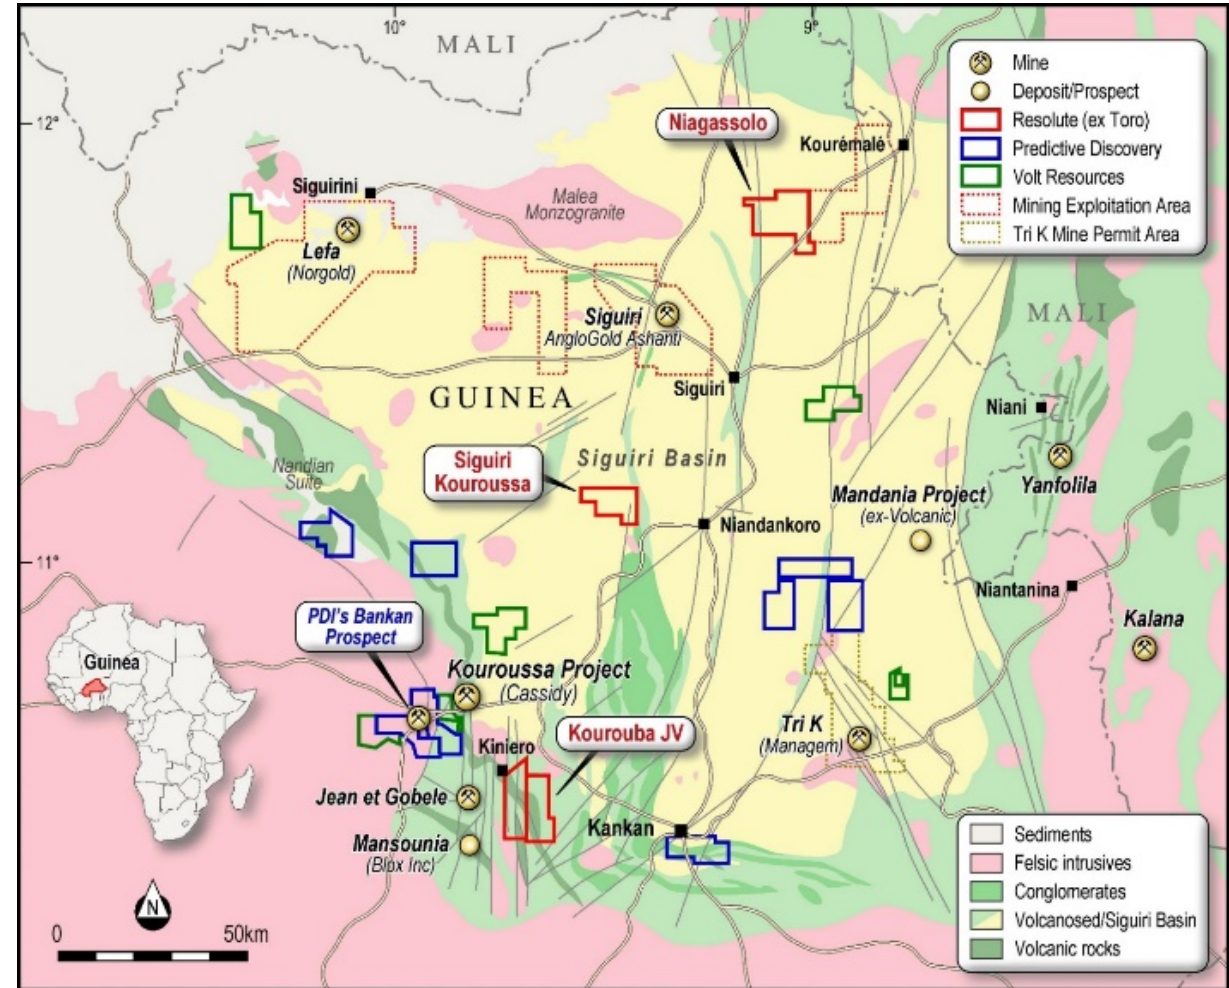 10°
9°
MALI
12°
Niagassolo
Kourémalé
Siguirini
Malea
Monzogranite
Lefa
(Norgold)
Siguiri
AngloGold Ashanti
MALI
Siguiri
GUINEA
Niani
Siguiri
Kouroussa
Siguiri Basin
Nandian
Suite
Yanfolila
Mandania Project
(ex-Volcanic)
Niandankoro
11°
Niantanina
PDI's Bankan
Prospect
Kalana
Guinea
Kouroussa Project
(Cassidy)
Tri K
(Managem)
Kourouba JV
Kiniero
Jean et Gobele
Kankan
Mansounia
(Blox Inc)
N
0
50km
Mine
Deposit/Prospect
Resolute (ex Toro)
Predictive Discovery
Volt Resources
Mining Exploitation Area
Tri K Mine Permit Area
Sediments
Felsic intrusives
Conglomerates
Volcanosed/Siguiri Basin
Volcanic rocks